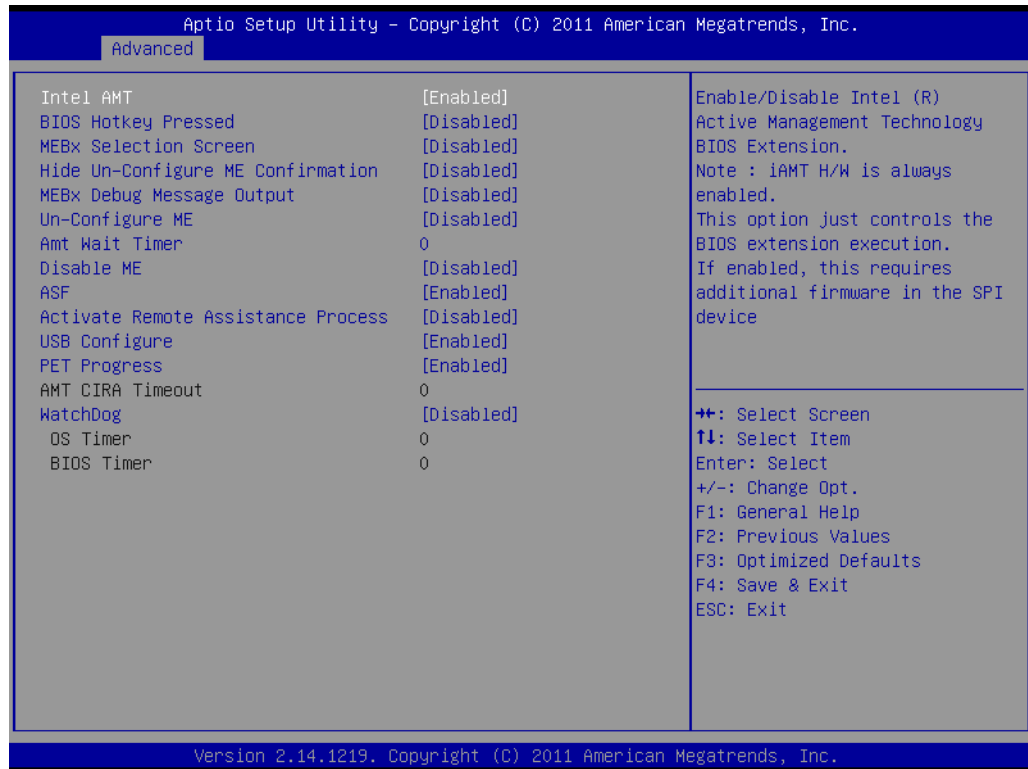 Aptio Setup Utility – Copyright (C) 2011 American Megatrends, Inc.
Advanced
Intel AMT [Enabled]
BIOS Hotkey Pressed [Disabled]
MEBx Selection Screen [Disabled]
Hide Un-Configure ME Confirmation [Disabled]
MEBx Debug Message Output [Disabled]
Un-Configure ME [Disabled]
Amt Wait Timer 0
Disable ME [Disabled]
ASF [Enabled]
Activate Remote Assistance Process [Disabled]
USB Configure [Enabled]
PET Progress [Enabled]
AMT CIRA Timeout 0
WatchDog [Disabled]
OS Timer 0
BIOS Timer 0
Enable/Disable Intel (R)
Active Management Technology
BIOS Extension.
Note : iAMT H/W is always
enabled.
This option just controls the
BIOS extension execution.
If enabled, this requires
additional firmware in the SPI
device
→←: Select Screen
↑↓: Select Item
Enter: Select
+/-: Change Opt.
F1: General Help
F2: Previous Values
F3: Optimized Defaults
F4: Save & Exit
ESC: Exit
Version 2.14.1219. Copyright (C) 2011 American Megatrends, Inc.